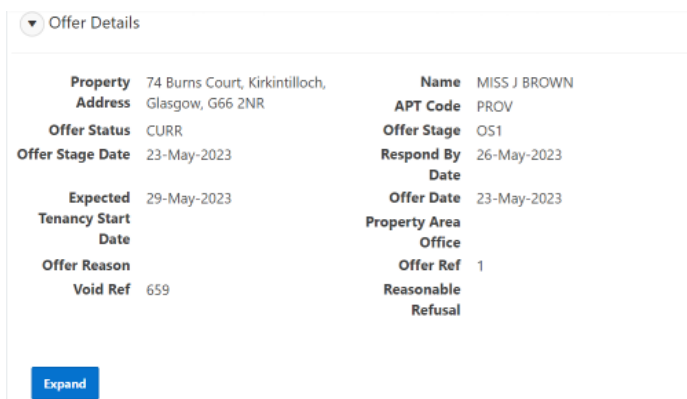 Offer Details
Property Address 74 Burns Court, Kirkintilloch, Glasgow, G66 2NR
Name MISS J BROWN
APT Code PROV
Offer Status CURR
Offer Stage OS1
Offer Stage Date 23-May-2023
Respond By Date 26-May-2023
Expected Tenancy Start Date 29-May-2023
Offer Date 23-May-2023
Property Area Office
Offer Reason
Offer Ref 1
Void Ref 659
Reasonable Refusal
Expand